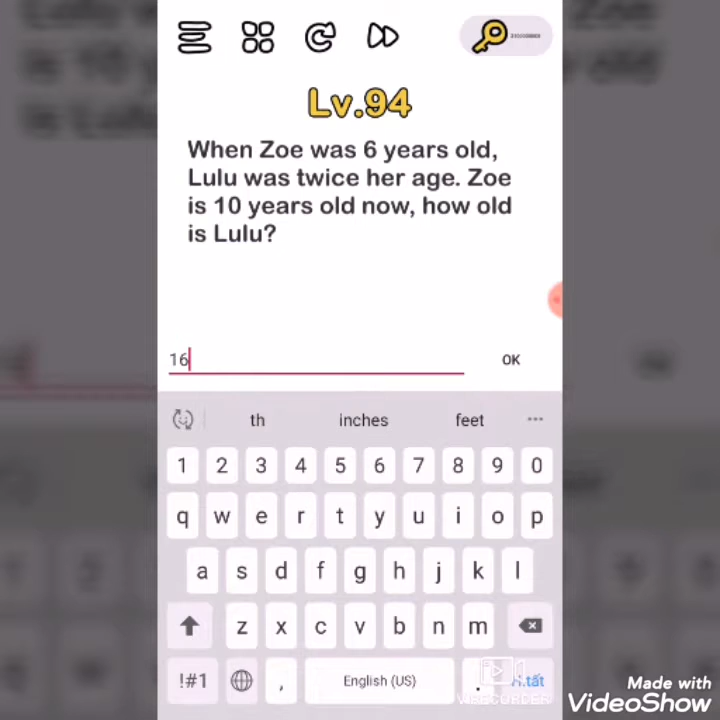 Lv.94
When Zoe was 6 years old,
Lulu was twice her age. Zoe
is 10 years old now, how old
is Lulu?
16
OK
th inches feet ...
1 2 3 4 5 6 7 8 9 0
q w e r t y u i o p
a s d f g h j k l
z x c v b n m
!#1 , English (US) . H.tất
VIDECORDER
Made with
VideoShow